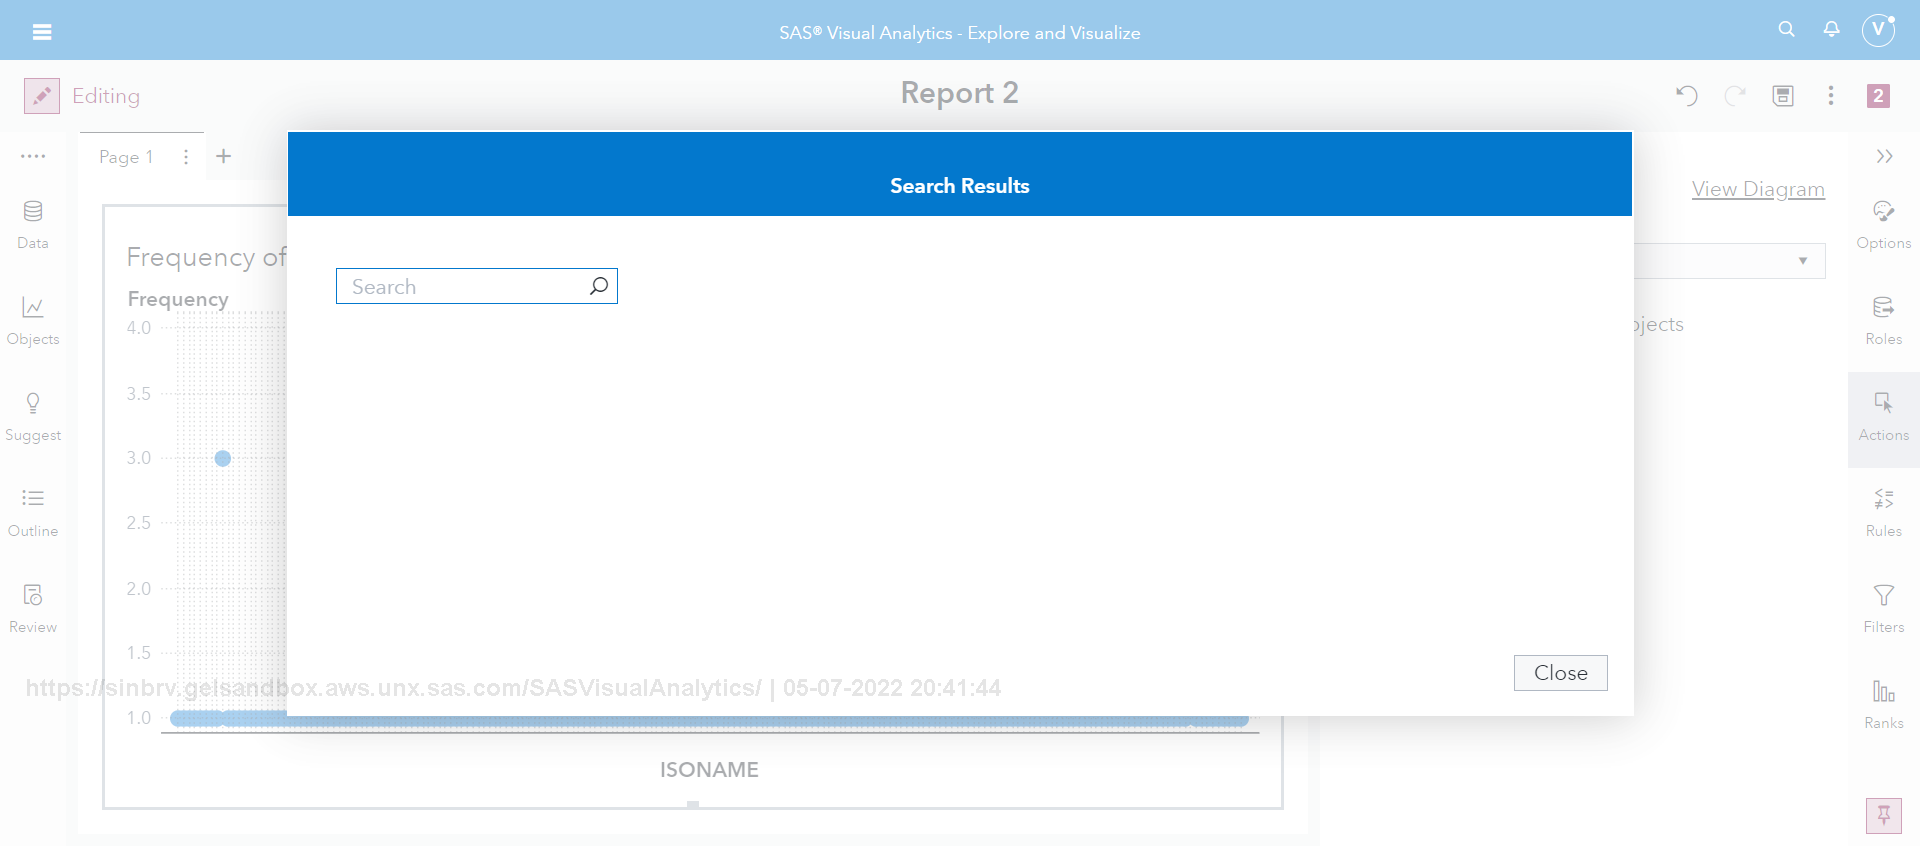 SAS® Visual Analytics - Explore and Visualize
V
Editing
Report 2
2
Page 1
Search Results
View Diagram
Data
Options
Frequency of
Search
Frequency
4.0
Objects
Roles
3.5
Suggest
Actions
3.0
2.5
Outline
Rules
2.0
Review
Filters
1.5
Close
https://sinbrv.gelsandbox.aws.unx.sas.com/SASVisualAnalytics/ | 05-07-2022 20:41:44
1.0
Ranks
ISONAME